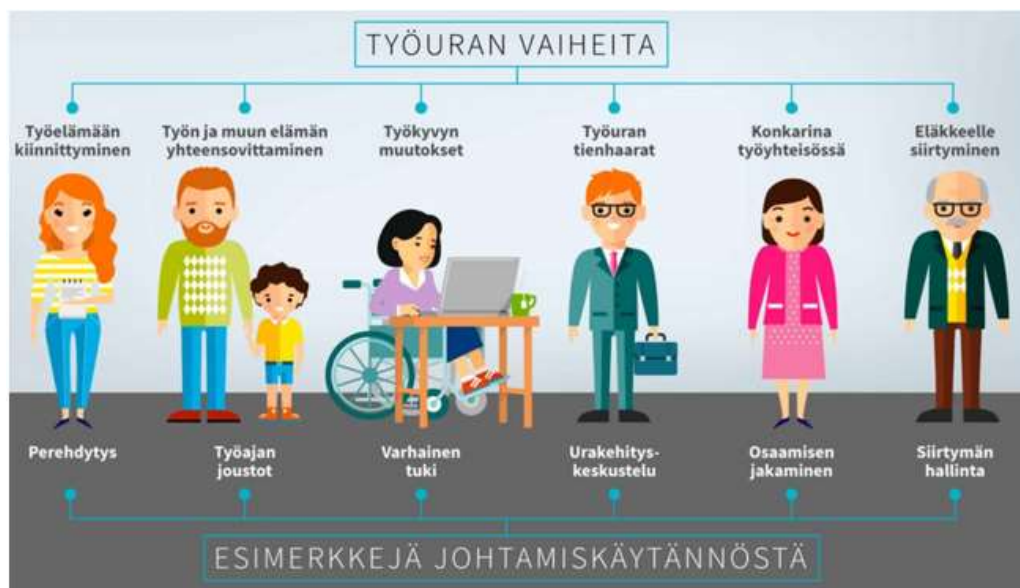 TYÖURAN VAIHEITA
Työelämään
kiinnittyminen
Työn ja muun elämän
yhteensovittaminen
Työkyvyn
muutokset
Työuran
tienhaarat
Konkarina
työyhteisössä
Eläkkeelle
siirtyminen
Perehdytys
Työajan
joustot
Varhainen
tuki
Urakehitys-
keskustelu
Osaamisen
jakaminen
Siirtymän
hallinta
ESIMERKKEJÄ JOHTAMISKÄYTÄNNÖSTÄ